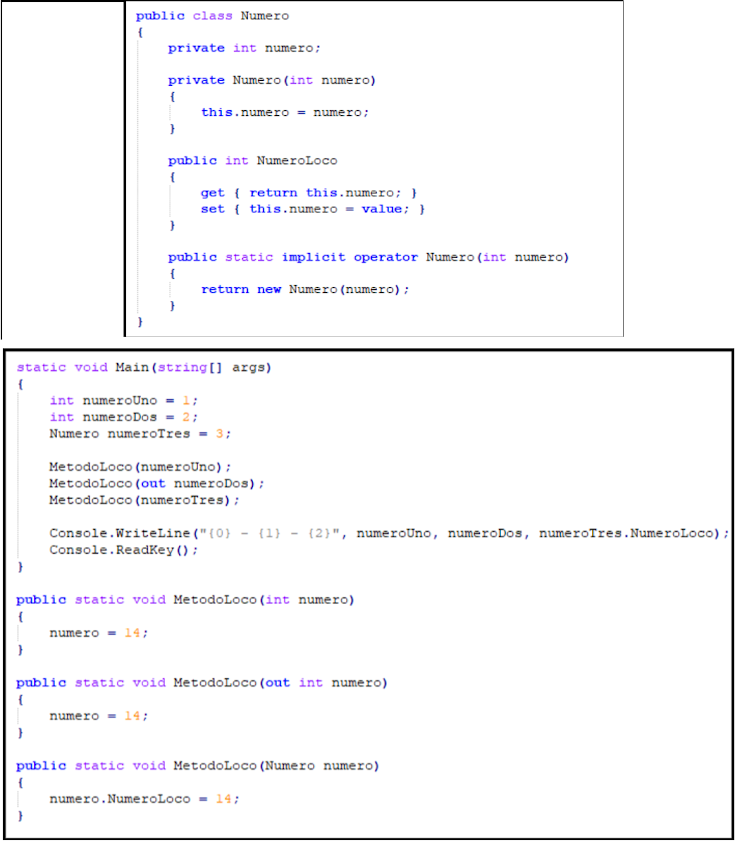 public class Numero
{
private int numero;
private Numero(int numero)
{
this.numero = numero;
}
public int NumeroLoco
{
get { return this.numero; }
set { this.numero = value; }
}
public static implicit operator Numero(int numero)
{
return new Numero(numero);
}
}
static void Main(string[] args)
{
int numeroUno = 1;
int numeroDos = 2;
Numero numeroTres = 3;
MetodoLoco(numeroUno);
MetodoLoco(out numeroDos);
MetodoLoco(numeroTres);
Console.WriteLine("{0} - {1} - {2}", numeroUno, numeroDos, numeroTres.NumeroLoco);
Console.ReadKey();
}
public static void MetodoLoco(int numero)
{
numero = 14;
}
public static void MetodoLoco(out int numero)
{
numero = 14;
}
public static void MetodoLoco(Numero numero)
{
numero.NumeroLoco = 14;
}